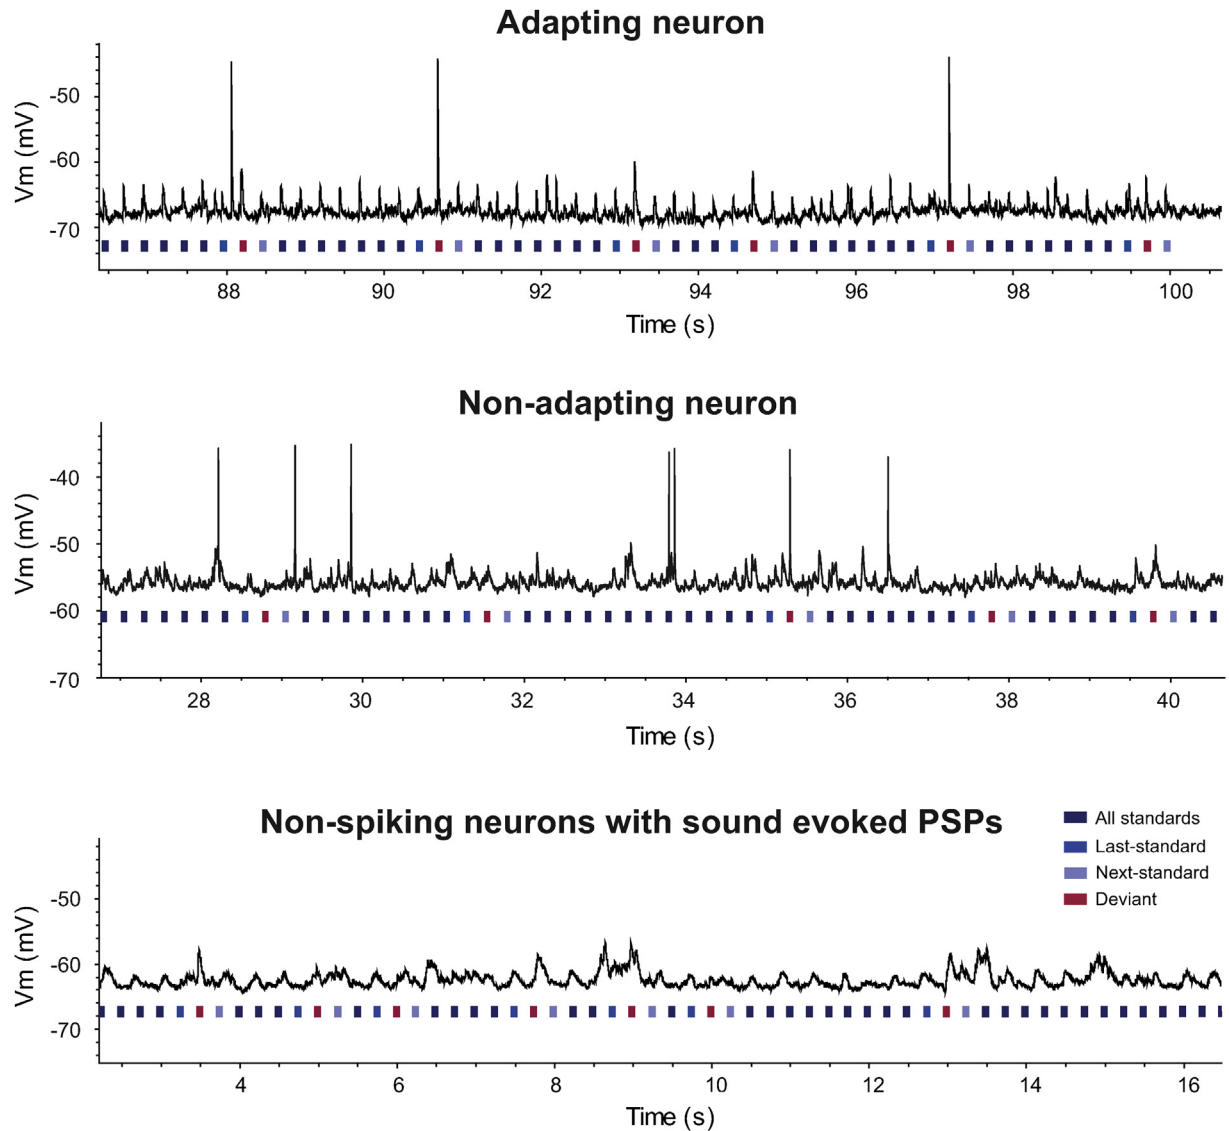 Adapting neuron
Vm (mV)
-50
-60
-70
88 90 92 94 96 98 100
Time (s)
Non-adapting neuron
Vm (mV)
-40
-50
-60
-70
28 30 32 34 36 38 40
Time (s)
Non-spiking neurons with sound evoked PSPs
All standards
Last-standard
Next-standard
Deviant
Vm (mV)
-50
-60
-70
4 6 8 10 12 14 16
Time (s)